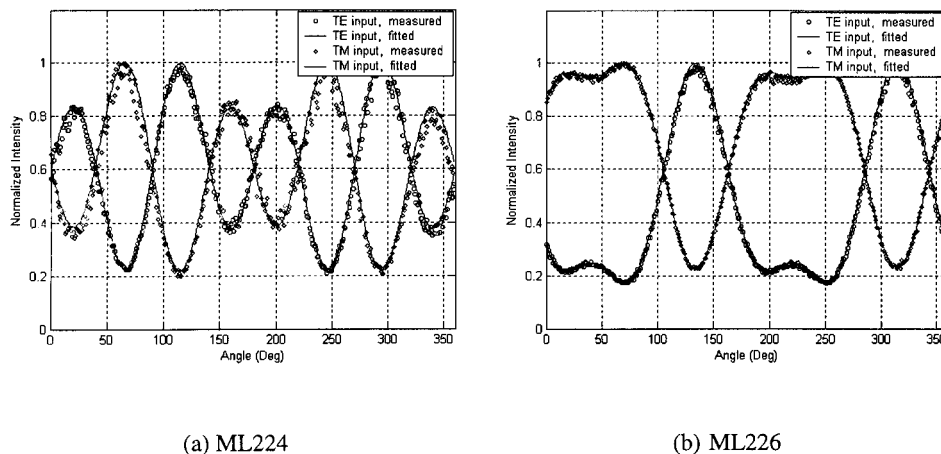 TE input, measured
TE input, fitted
TM input, measured
TM input, fitted
1
0.8
0.6
0.4
0.2
0
Normalized Intensity
0 50 100 150 200 250 300 350
Angle (Deg)
(a) ML224
TE input, measured
TE input, fitted
TM input, measured
TM input, fitted
1
0.8
0.6
0.4
0.2
0
Normalized Intensity
0 50 100 150 200 250 300 350
Angle (Deg)
(b) ML226